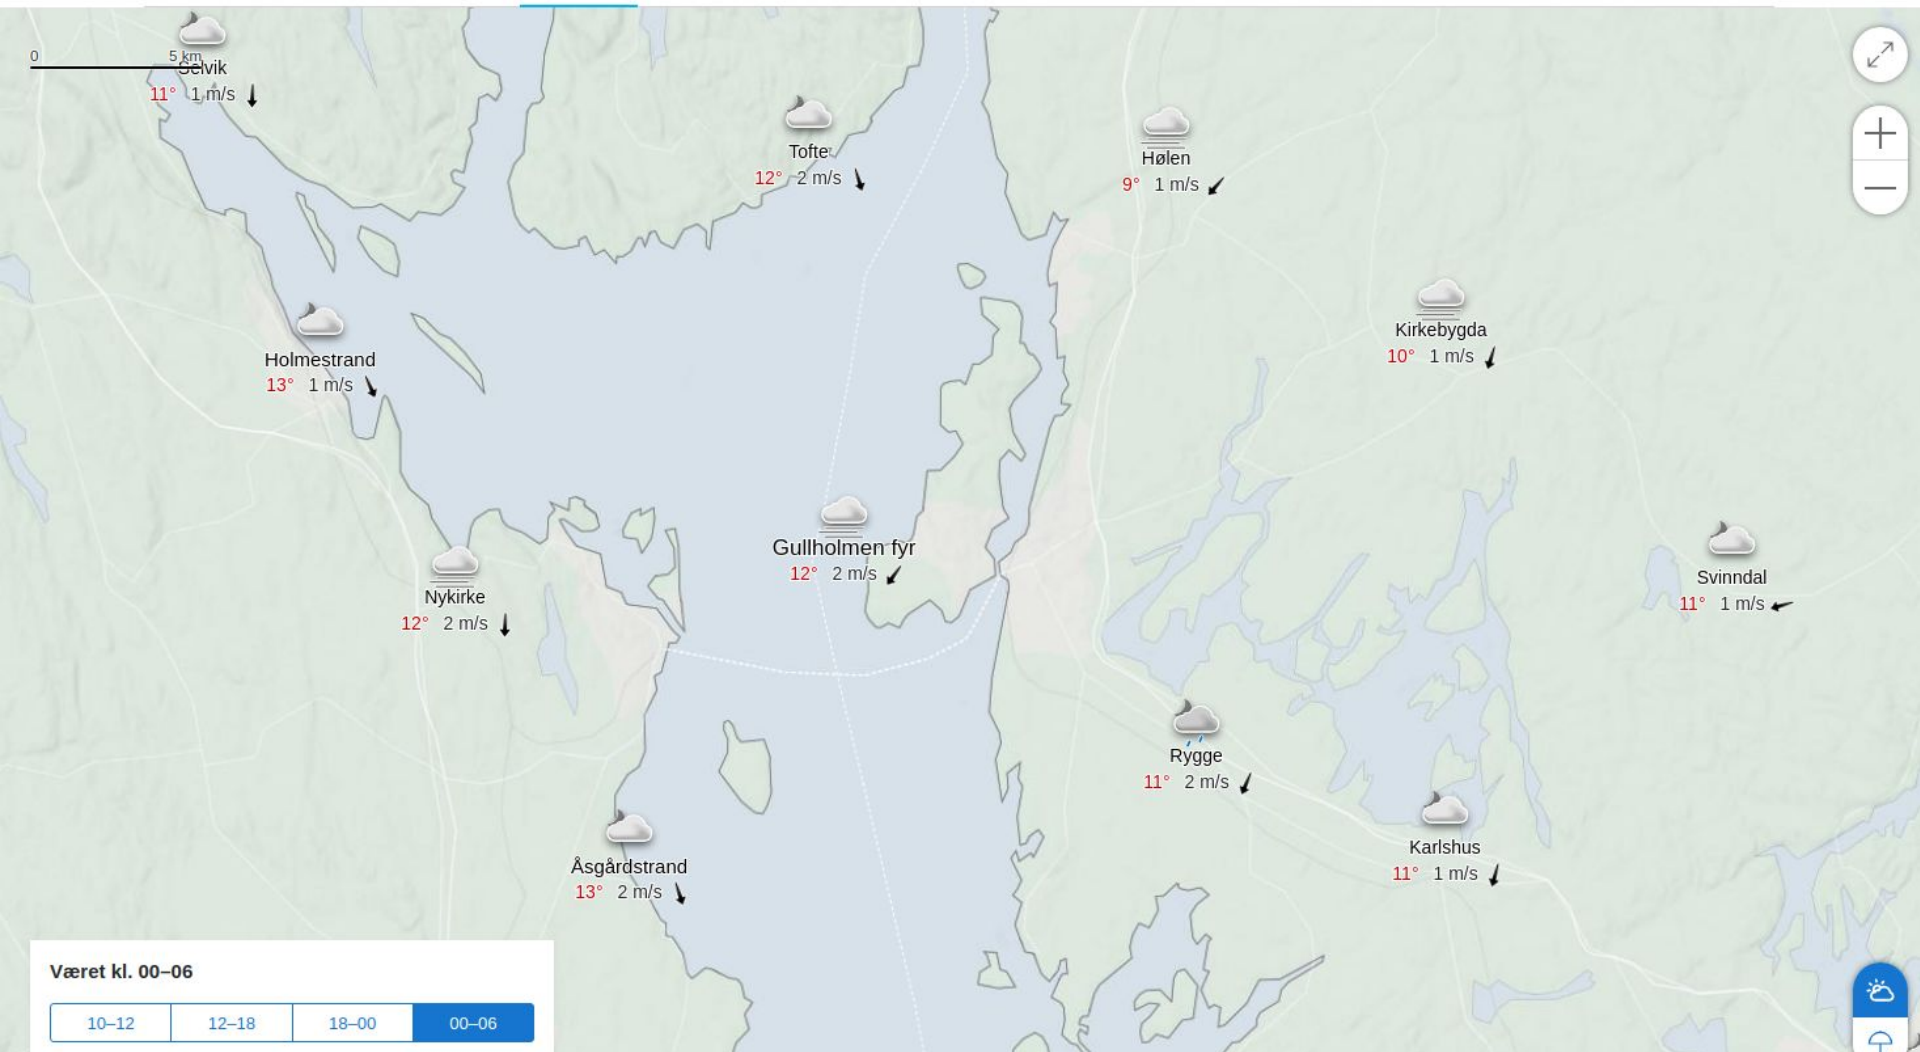 0 5 km
Selvik
11° 1 m/s
Tofte
12° 2 m/s
Hølen
9° 1 m/s
Kirkebygda
10° 1 m/s
Holmestrand
13° 1 m/s
Gullholmen fyr
12° 2 m/s
Svinndal
11° 1 m/s
Nykirke
12° 2 m/s
Rygge
11° 2 m/s
Karlshus
11° 1 m/s
Åsgårdstrand
13° 2 m/s
Været kl. 00–06
10–12 12–18 18–00 00–06